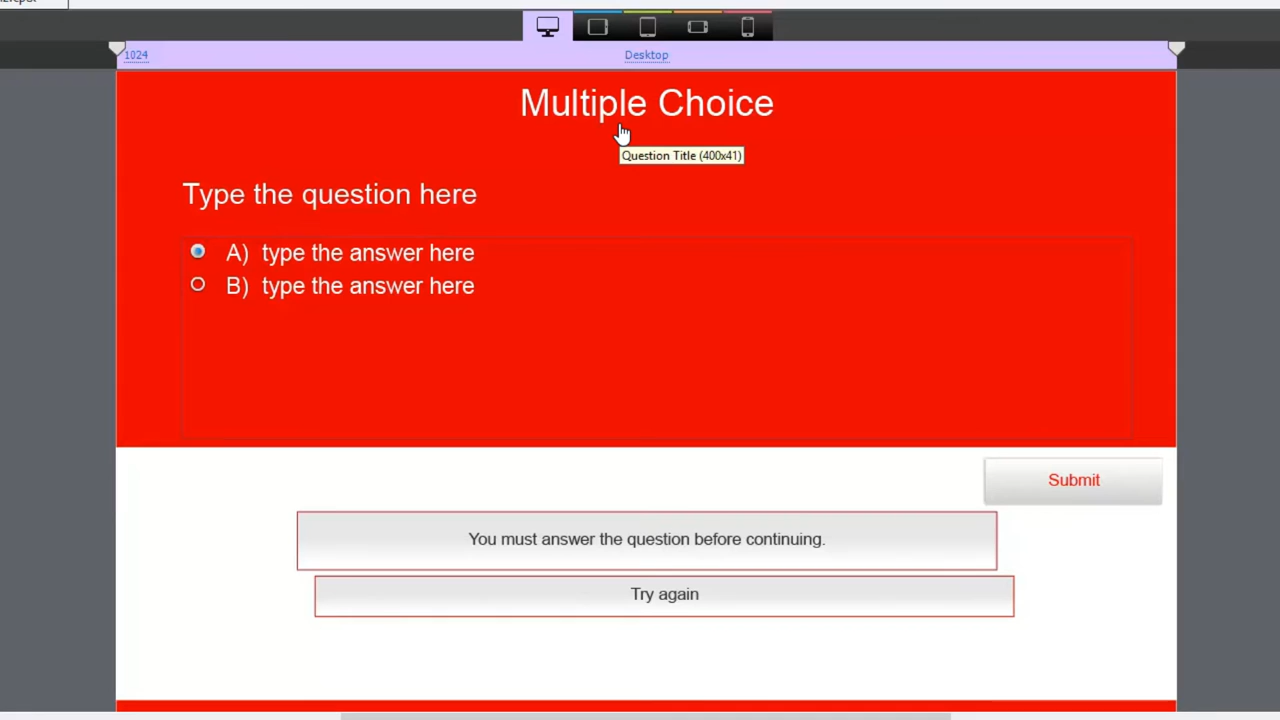 1024
Desktop
Multiple Choice
Question Title (400x41)
Type the question here
A) type the answer here
B) type the answer here
Submit
You must answer the question before continuing.
Try again